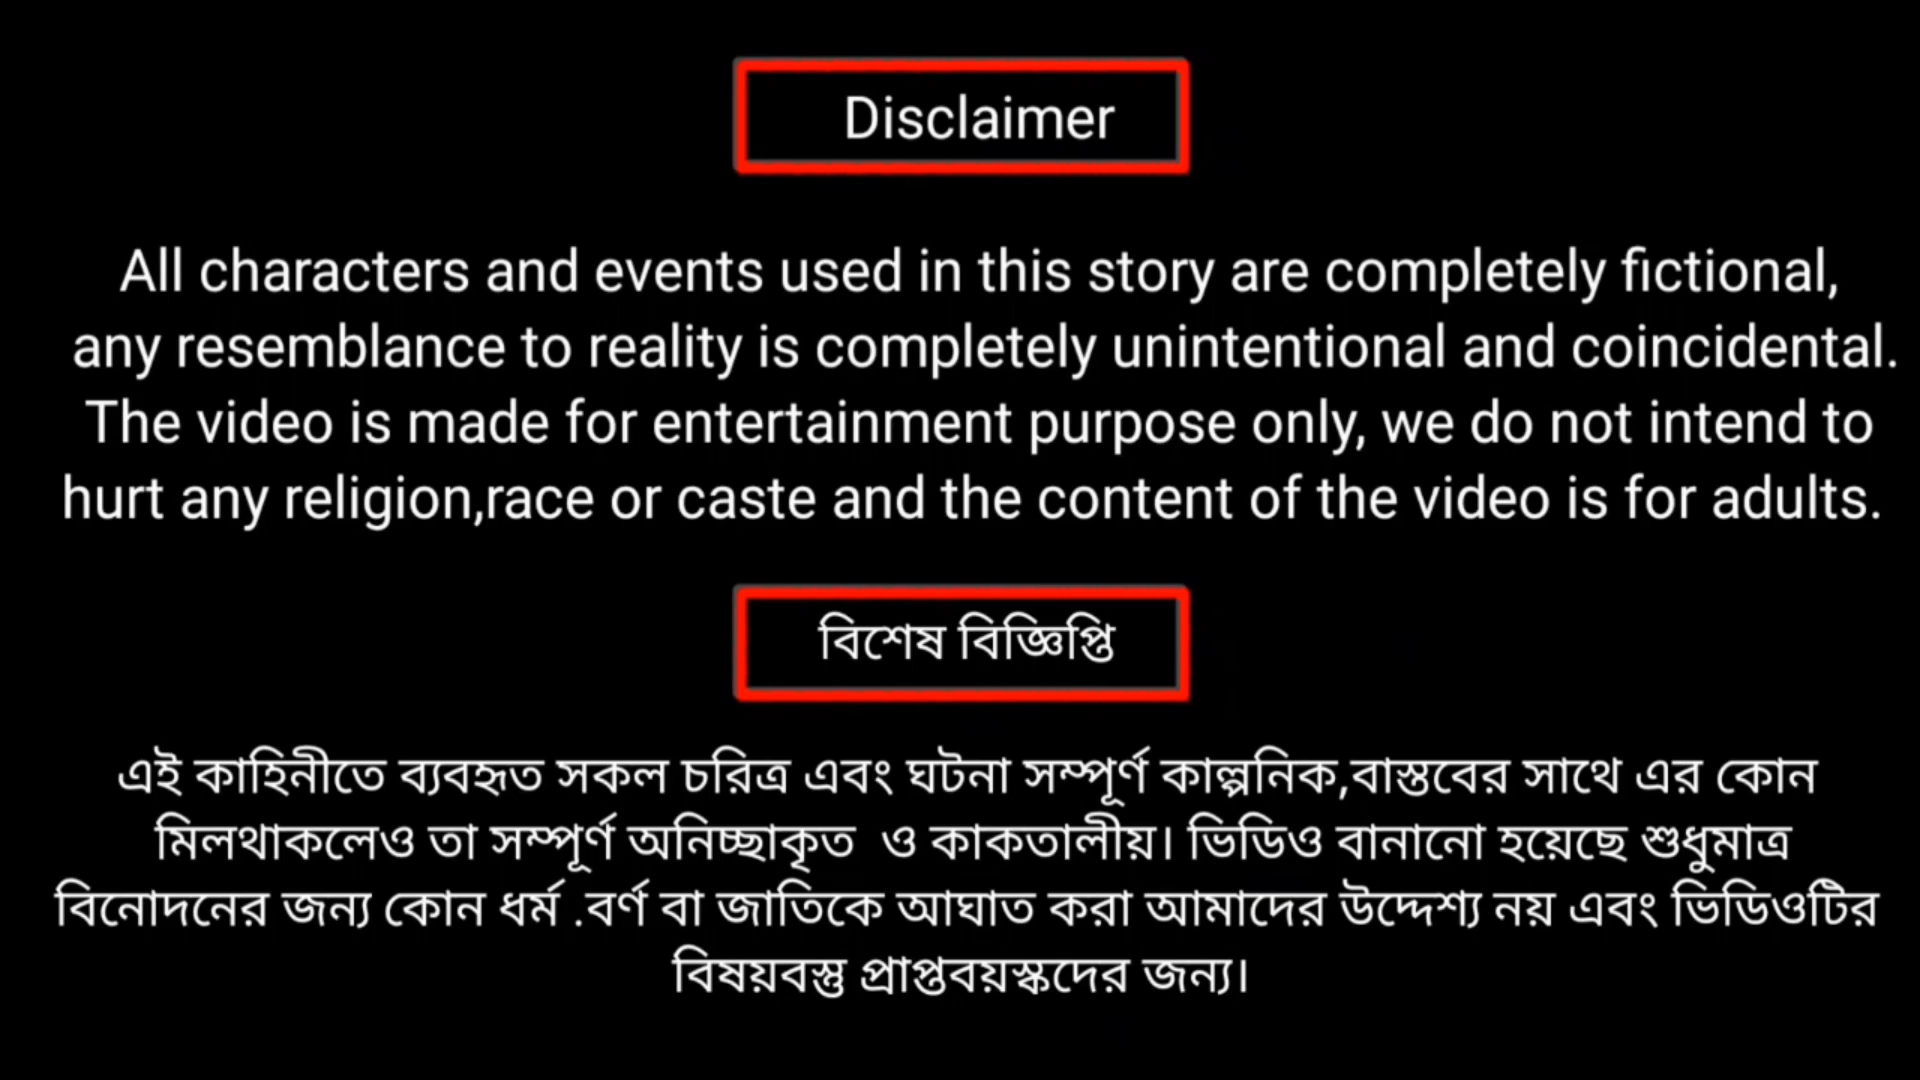 Disclaimer
All characters and events used in this story are completely fictional,
any resemblance to reality is completely unintentional and coincidental.
The video is made for entertainment purpose only, we do not intend to
hurt any religion,race or caste and the content of the video is for adults.
বিশেষ বিজ্ঞিপ্তি
এই কাহিনীতে ব্যবহৃত সকল চরিত্র এবং ঘটনা সম্পূর্ণ কাল্পনিক,বাস্তবের সাথে এর কোন
মিলথাকলেও তা সম্পূর্ণ অনিচ্ছাকৃত ও কাকতালীয়। ভিডিও বানানো হয়েছে শুধুমাত্র
বিনোদনের জন্য কোন ধর্ম .বর্ণ বা জাতিকে আঘাত করা আমাদের উদ্দেশ্য নয় এবং ভিডিওটির
বিষয়বস্তু প্রাপ্তবয়স্কদের জন্য।